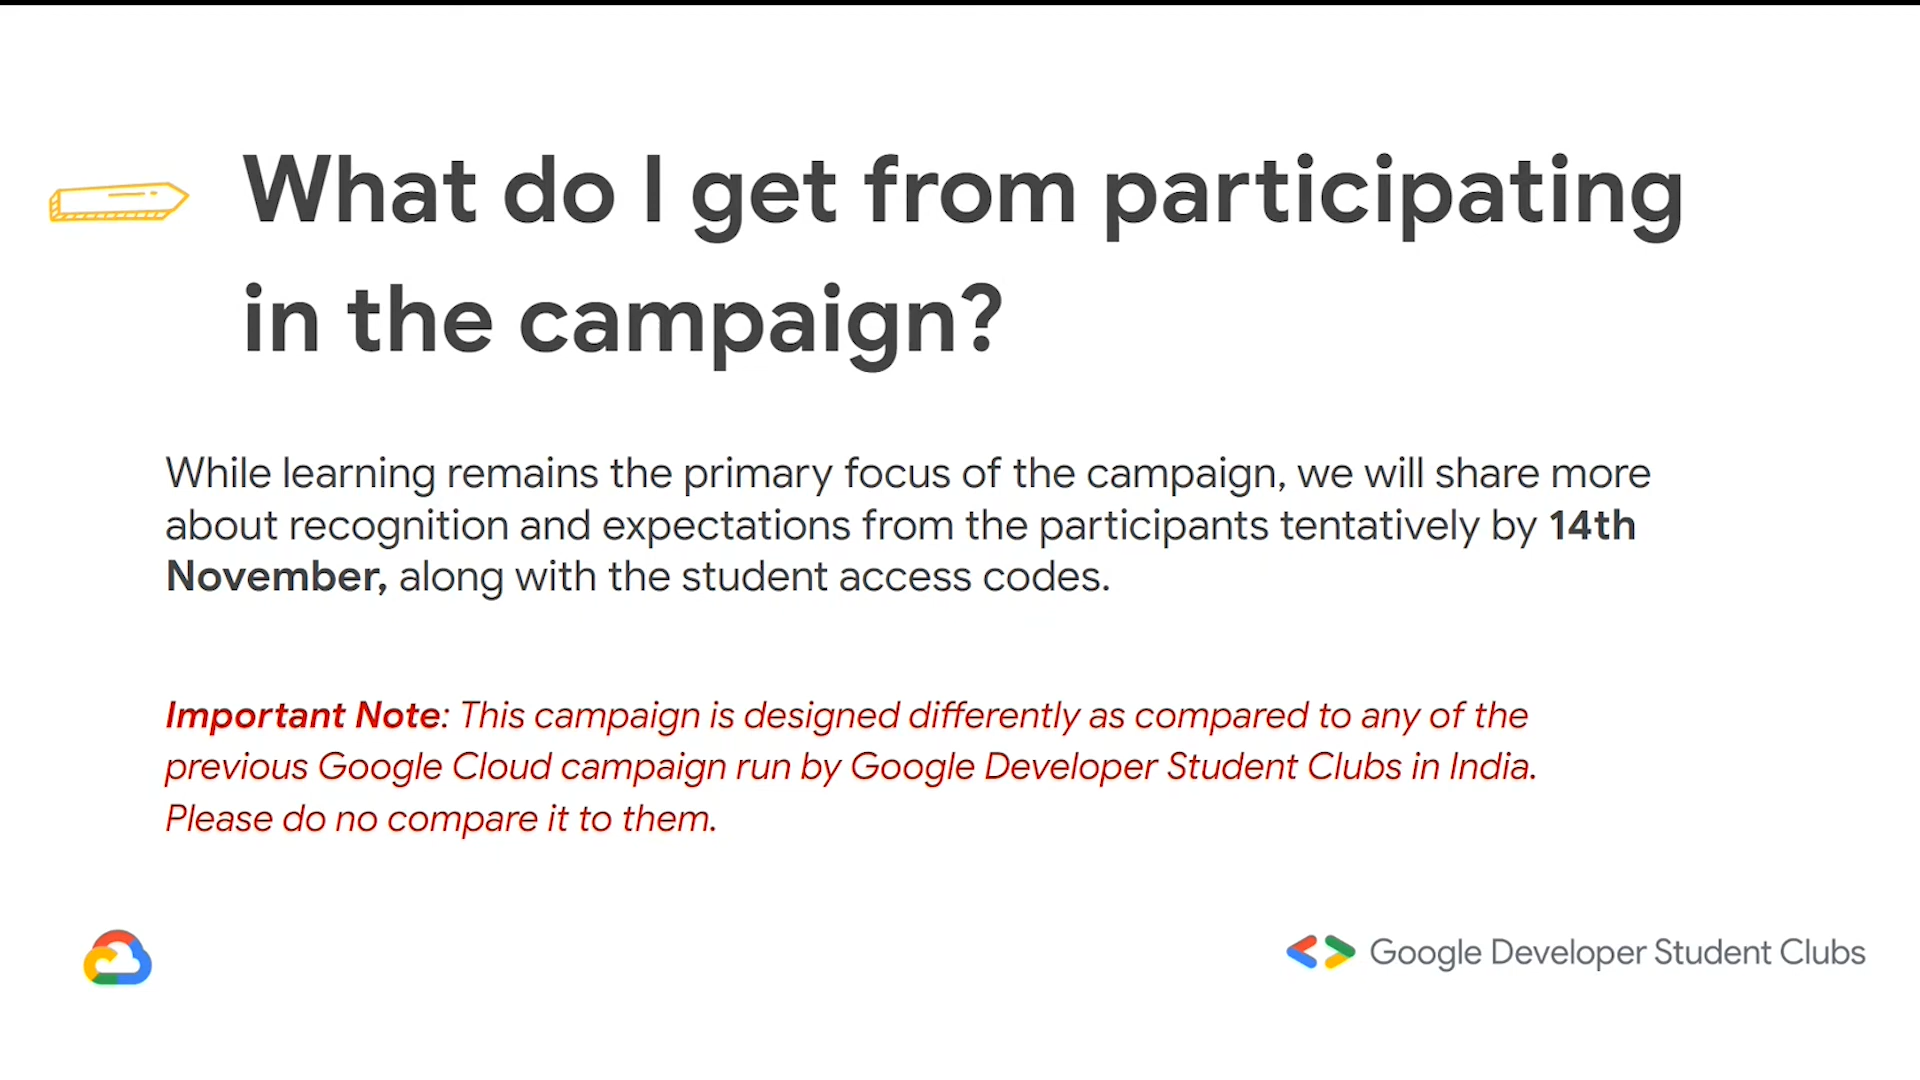 What do I get from participating
in the campaign?
While learning remains the primary focus of the campaign, we will share more
about recognition and expectations from the participants tentatively by 14th
November, along with the student access codes.
Important Note: This campaign is designed differently as compared to any of the
previous Google Cloud campaign run by Google Developer Student Clubs in India.
Please do no compare it to them.
Google Developer Student Clubs